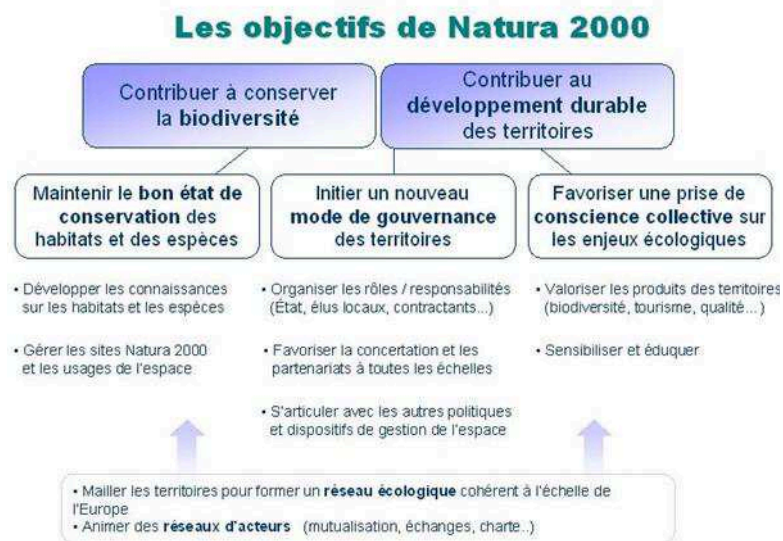 Les objectifs de Natura 2000
Contribuer à conserver
la biodiversité
Contribuer au
développement durable
des territoires
Maintenir le bon état de
conservation des
habitats et des espèces
Initier un nouveau
mode de gouvernance
des territoires
Favoriser une prise de
conscience collective sur
les enjeux écologiques
• Développer les connaissances
sur les habitats et les espèces
• Gérer les sites Natura 2000
et les usages de l'espace
• Organiser les rôles / responsabilités
(État, élus locaux, contractants...)
• Favoriser la concertation et les
partenariats à toutes les échelles
• S'articuler avec les autres politiques
et dispositifs de gestion de l'espace
• Valoriser les produits des territoires
(biodiversité, tourisme, qualité...)
• Sensibiliser et éduquer
• Mailler les territoires pour former un réseau écologique cohérent à l'échelle de
l'Europe
• Animer des réseaux d'acteurs (mutualisation, échanges, charte..)